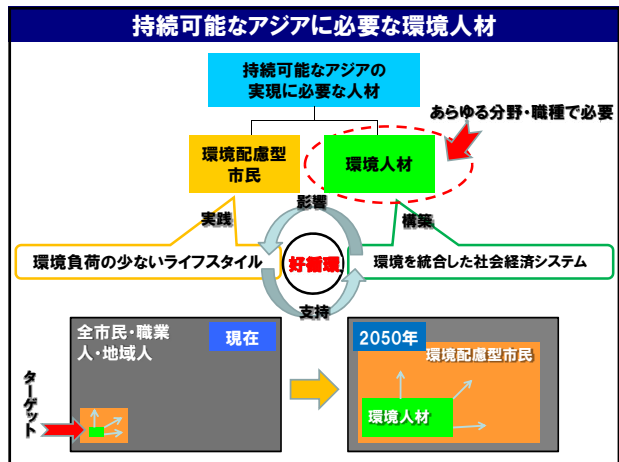 持続可能なアジアに必要な環境人材
持続可能なアジアの
実現に必要な人材
あらゆる分野・職種で必要
環境配慮型
市民
環境人材
影響
実践
構築
環境負荷の少ないライフスタイル
好循環
環境を統合した社会経済システム
支持
全市民・職業
人・地域人
現在
2050年
環境配慮型市民
ターゲット
環境人材